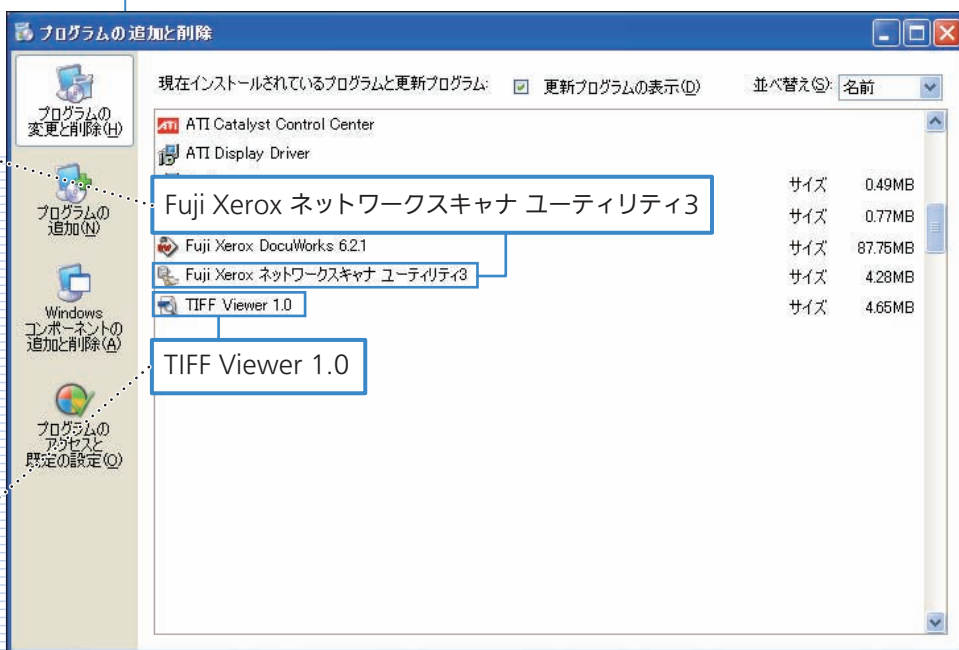 プログラムの追加と削除
プログラムの
変更と削除(H)
プログラムの
追加(N)
Windows
コンポーネントの
追加と削除(A)
プログラムの
アクセスと
既定の設定(O)
現在インストールされているプログラムと更新プログラム:
更新プログラムの表示(D)
並べ替え(S): 名前
ATI Catalyst Control Center
ATI Display Driver
サイズ 0.49MB
Fuji Xerox ネットワークスキャナ ユーティリティ3
サイズ 0.77MB
Fuji Xerox DocuWorks 6.2.1 サイズ 87.75MB
Fuji Xerox ネットワークスキャナ ユーティリティ3 サイズ 4.28MB
TIFF Viewer 1.0 サイズ 4.65MB
TIFF Viewer 1.0